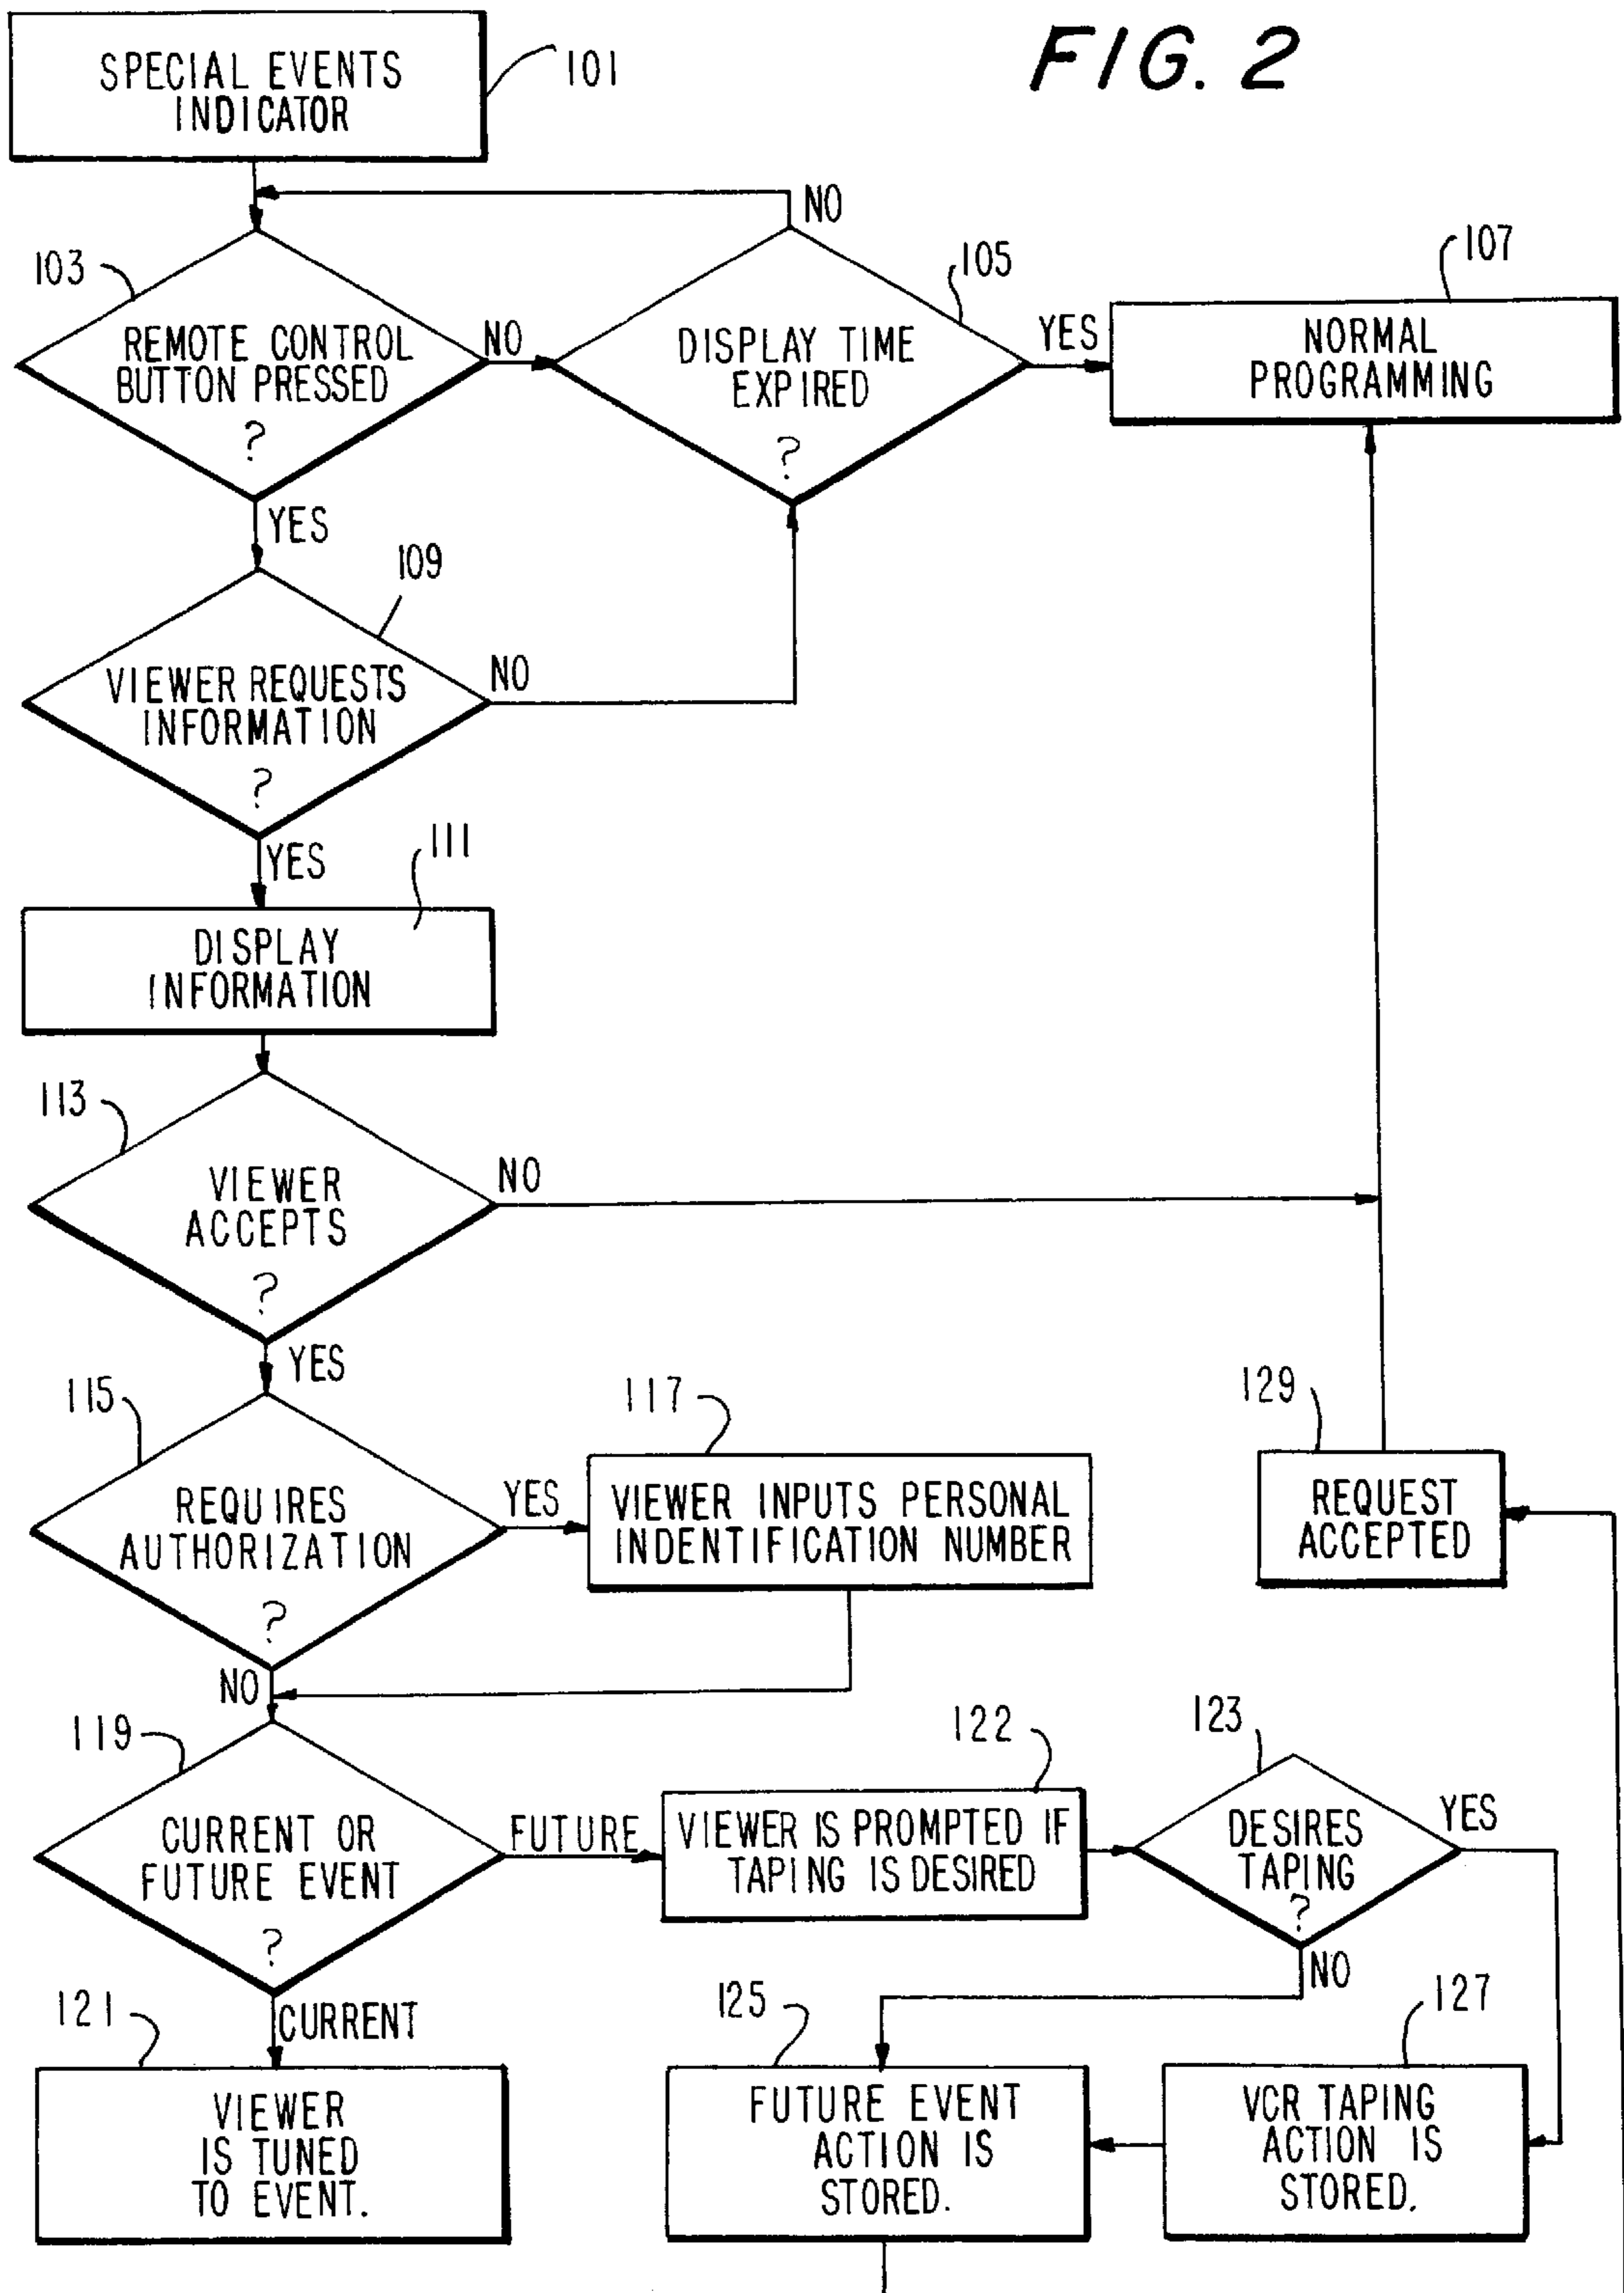 FIG. 2
SPECIAL EVENTS
INDICATOR
101
NO
103
REMOTE CONTROL
BUTTON PRESSED
?
NO
105
DISPLAY TIME
EXPIRED
?
YES
107
NORMAL
PROGRAMMING
YES
109
VIEWER REQUESTS
INFORMATION
?
NO
YES
111
DISPLAY
INFORMATION
113
VIEWER
ACCEPTS
?
NO
YES
115
REQUIRES
AUTHORIZATION
?
YES
117
VIEWER INPUTS PERSONAL
INDENTIFICATION NUMBER
129
REQUEST
ACCEPTED
NO
119
CURRENT OR
FUTURE EVENT
?
FUTURE
122
VIEWER IS PROMPTED IF
TAPING IS DESIRED
123
DESIRES
TAPING
?
YES
NO
CURRENT
121
VIEWER
IS TUNED
TO EVENT.
125
FUTURE EVENT
ACTION IS
STORED.
127
VCR TAPING
ACTION IS
STORED.